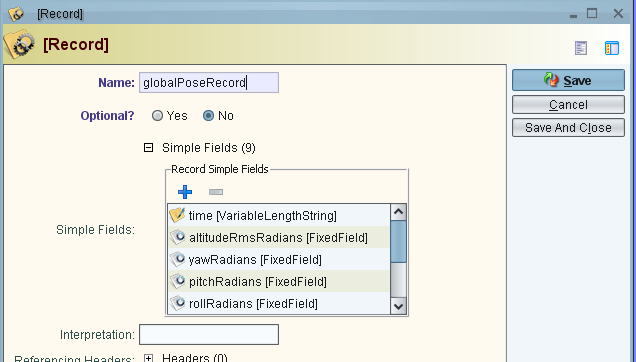 [Record]
[Record]
Name: globalPoseRecord
Save
Optional? Yes No
Cancel
Save And Close
Simple Fields (9)
Record Simple Fields
Simple Fields:
time [VariableLengthString]
altitudeRmsRadians [FixedField]
yawRadians [FixedField]
pitchRadians [FixedField]
rollRadians [FixedField]
Interpretation:
Referencing Headers: Headers (0)